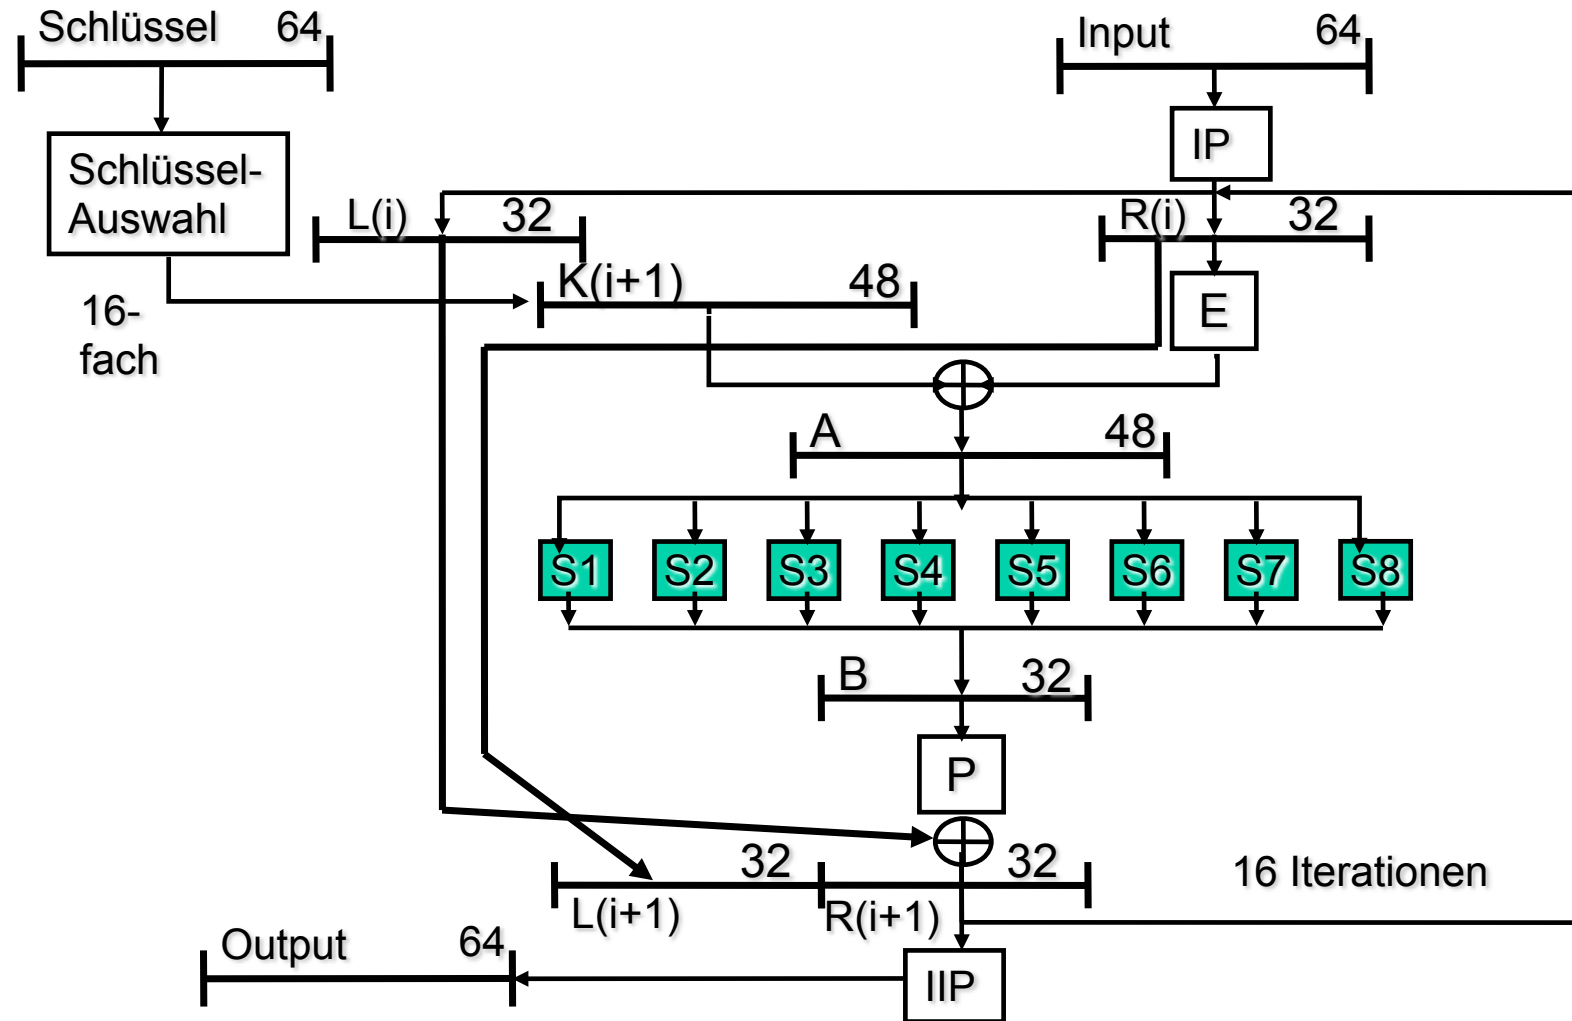 Schlüssel 64
Input 64
IP
Schlüssel-
Auswahl
L(i) 32
R(i) 32
K(i+1) 48
E
16-
fach
A 48
S1 S2 S3 S4 S5 S6 S7 S8
B 32
P
32 32
16 Iterationen
L(i+1) R(i+1)
Output 64
IIP